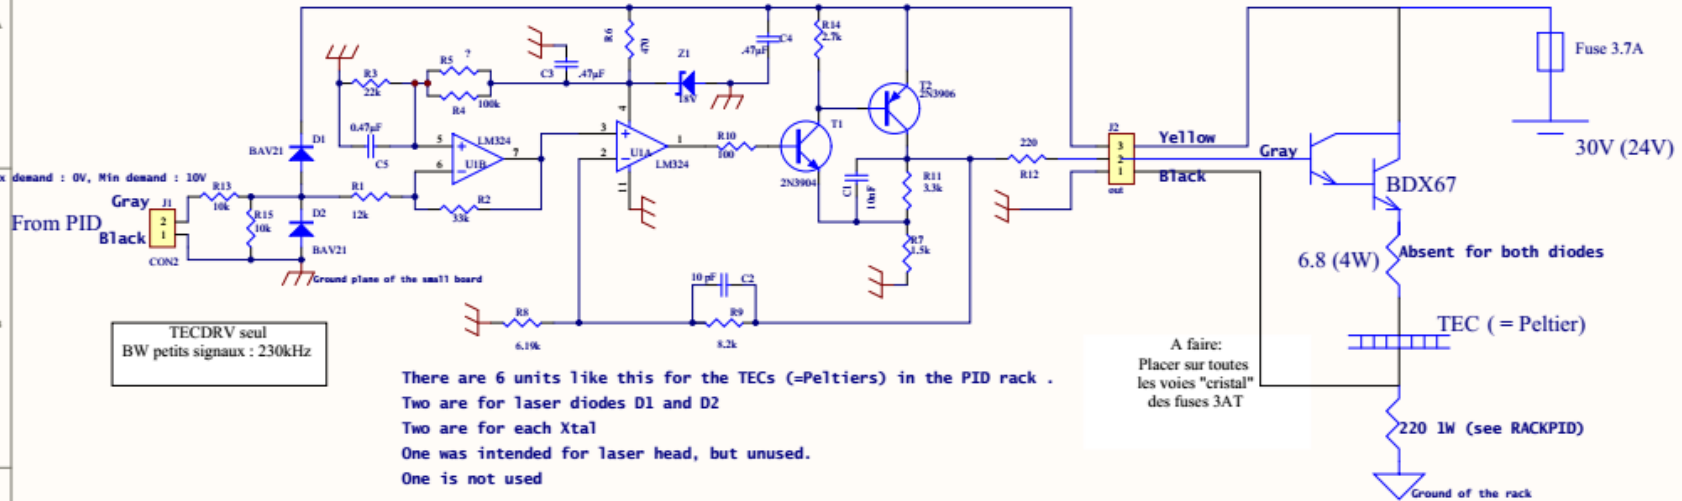 R6
470
C4
.47µF
R14
2.7k
Fuse 3.7A
C3
.47µF
Z1
18V
R5
?
R3
22k
R4
100k
T2
2N3906
30V (24V)
0.47µF
C5
5
6
7
LM324
U1B
4
3
2
1
11
U1A
LM324
R10
100
T1
2N3904
J2
3
2
1
out
Yellow
Gray
Black
BDX67
D1
BAV21
x demand : 0V, Min demand : 10V
Gray
J1
2
1
From PID
Black
CON2
R13
10k
R15
10k
R1
12k
R2
33k
D2
BAV21
Ground plane of the small board
C1
10nF
R11
3.3k
220
R12
R7
1.5k
6.8 (4W)
Absent for both diodes
10 pF
C2
R8
6.19k
R9
8.2k
TEC ( = Peltier)
TECDRV seul
BW petits signaux : 230kHz
A faire:
Placer sur toutes
les voies "cristal"
des fuses 3AT
There are 6 units like this for the TECs (=Peltiers) in the PID rack .
Two are for laser diodes D1 and D2
Two are for each Xtal
One was intended for laser head, but unused.
One is not used
220 1W (see RACKPID)
Ground of the rack